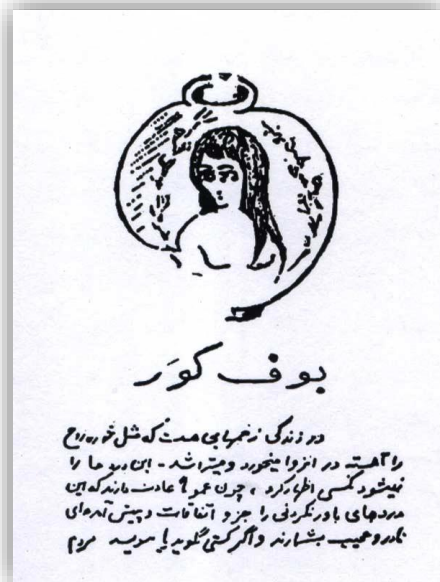 بوف کور
در زندگی زخمهایی هست که مثل خوره روح
را آهسته در انزوا میخورد و میتراشد - این درد ها را
نمیشود بکسی اظهار کرد ، چون عموماً عادت دارند که این
دردهای باورنکردنی را جزو اتفاقات و پیش آمدهای
نادر و عجیب بشمارند و اگر کسی بگوید یا بنویسد مردم